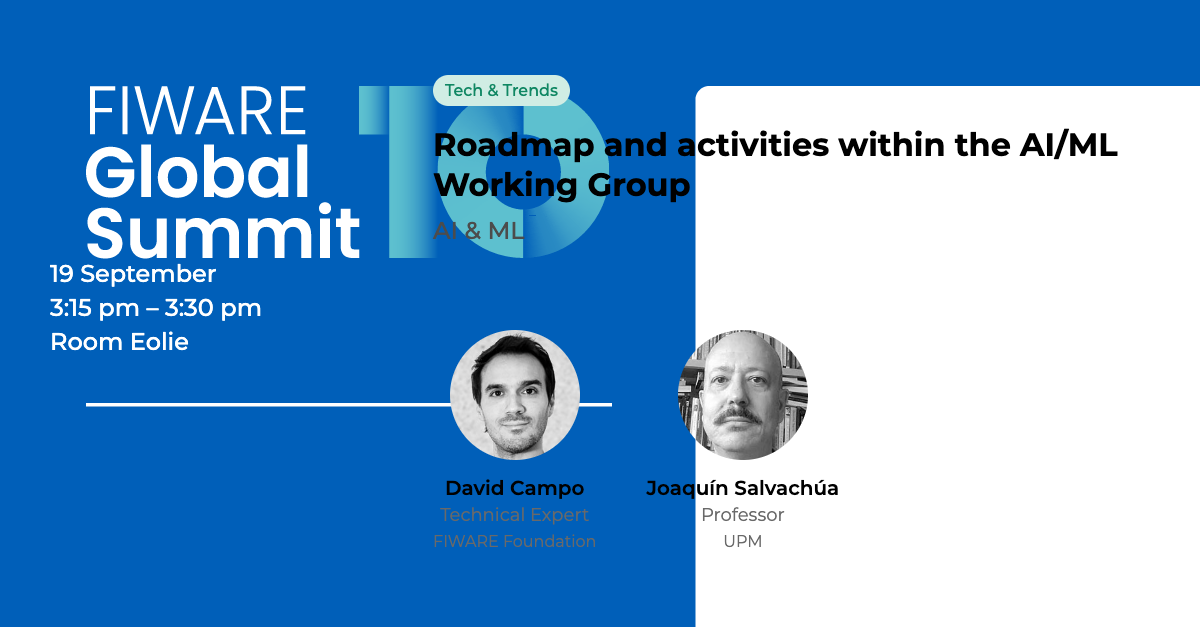 FIWARE
Global
Summit
10
Tech & Trends
Roadmap and activities within the AI/ML
Working Group
AI & ML
19 September
3:15 pm – 3:30 pm
Room Eolie
David Campo
Technical Expert
FIWARE Foundation
Joaquín Salvachúa
Professor
UPM